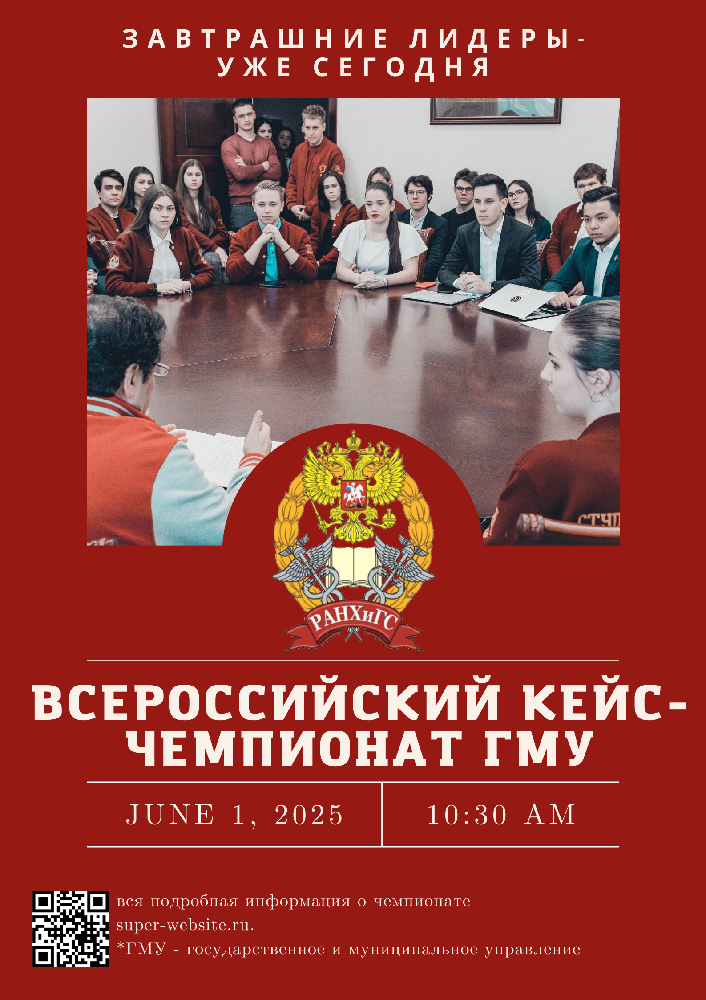 ЗАВТРАШНИЕ ЛИДЕРЫ-
УЖЕ СЕГОДНЯ
РАНХиГС
ВСЕРОССИЙСКИЙ КЕЙС-
ЧЕМПИОНАТ ГМУ
JUNE 1, 2025
10:30 AM
вся подробная информация о чемпионате
super-website.ru.
*ГМУ - государственное и муниципальное управление